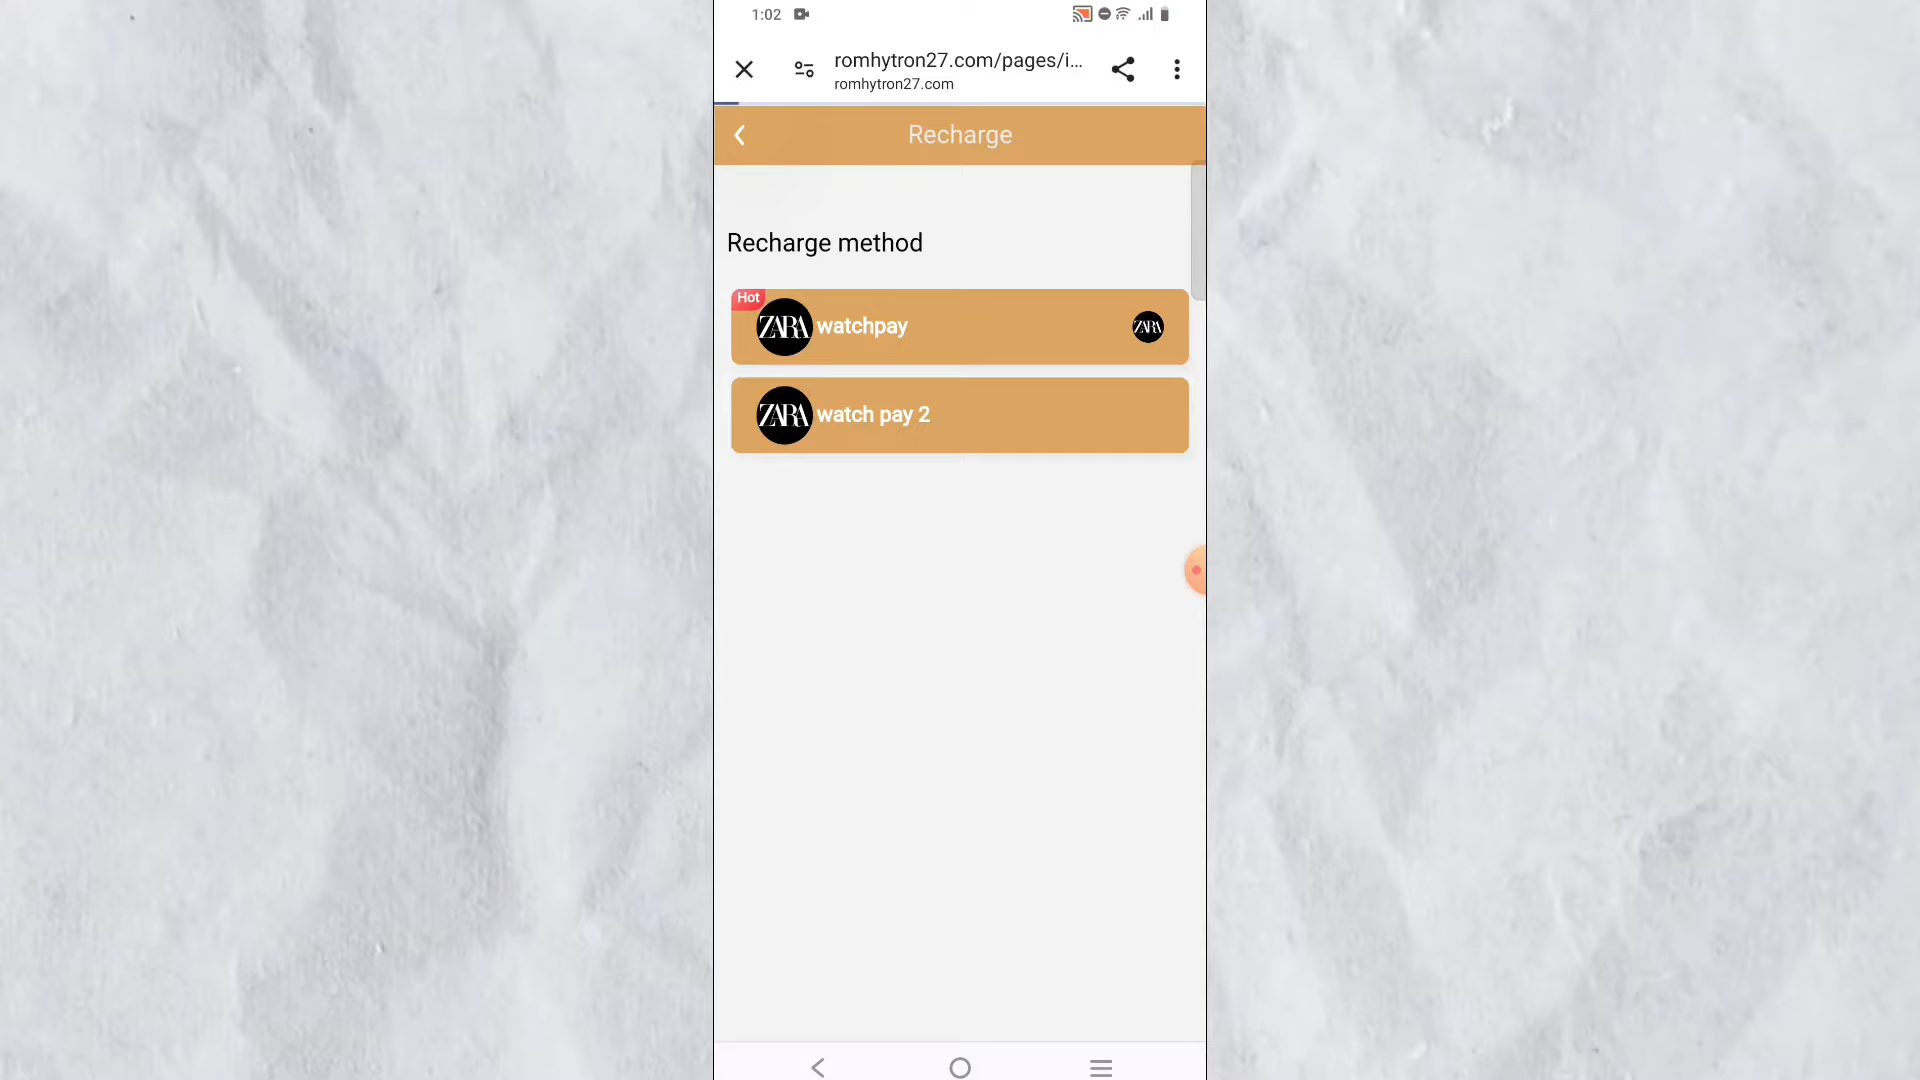 1:02
romhytron27.com/pages/i...
romhytron27.com
Recharge
Recharge method
Hot
ZARA watchpay ZARA
ZARA watch pay 2